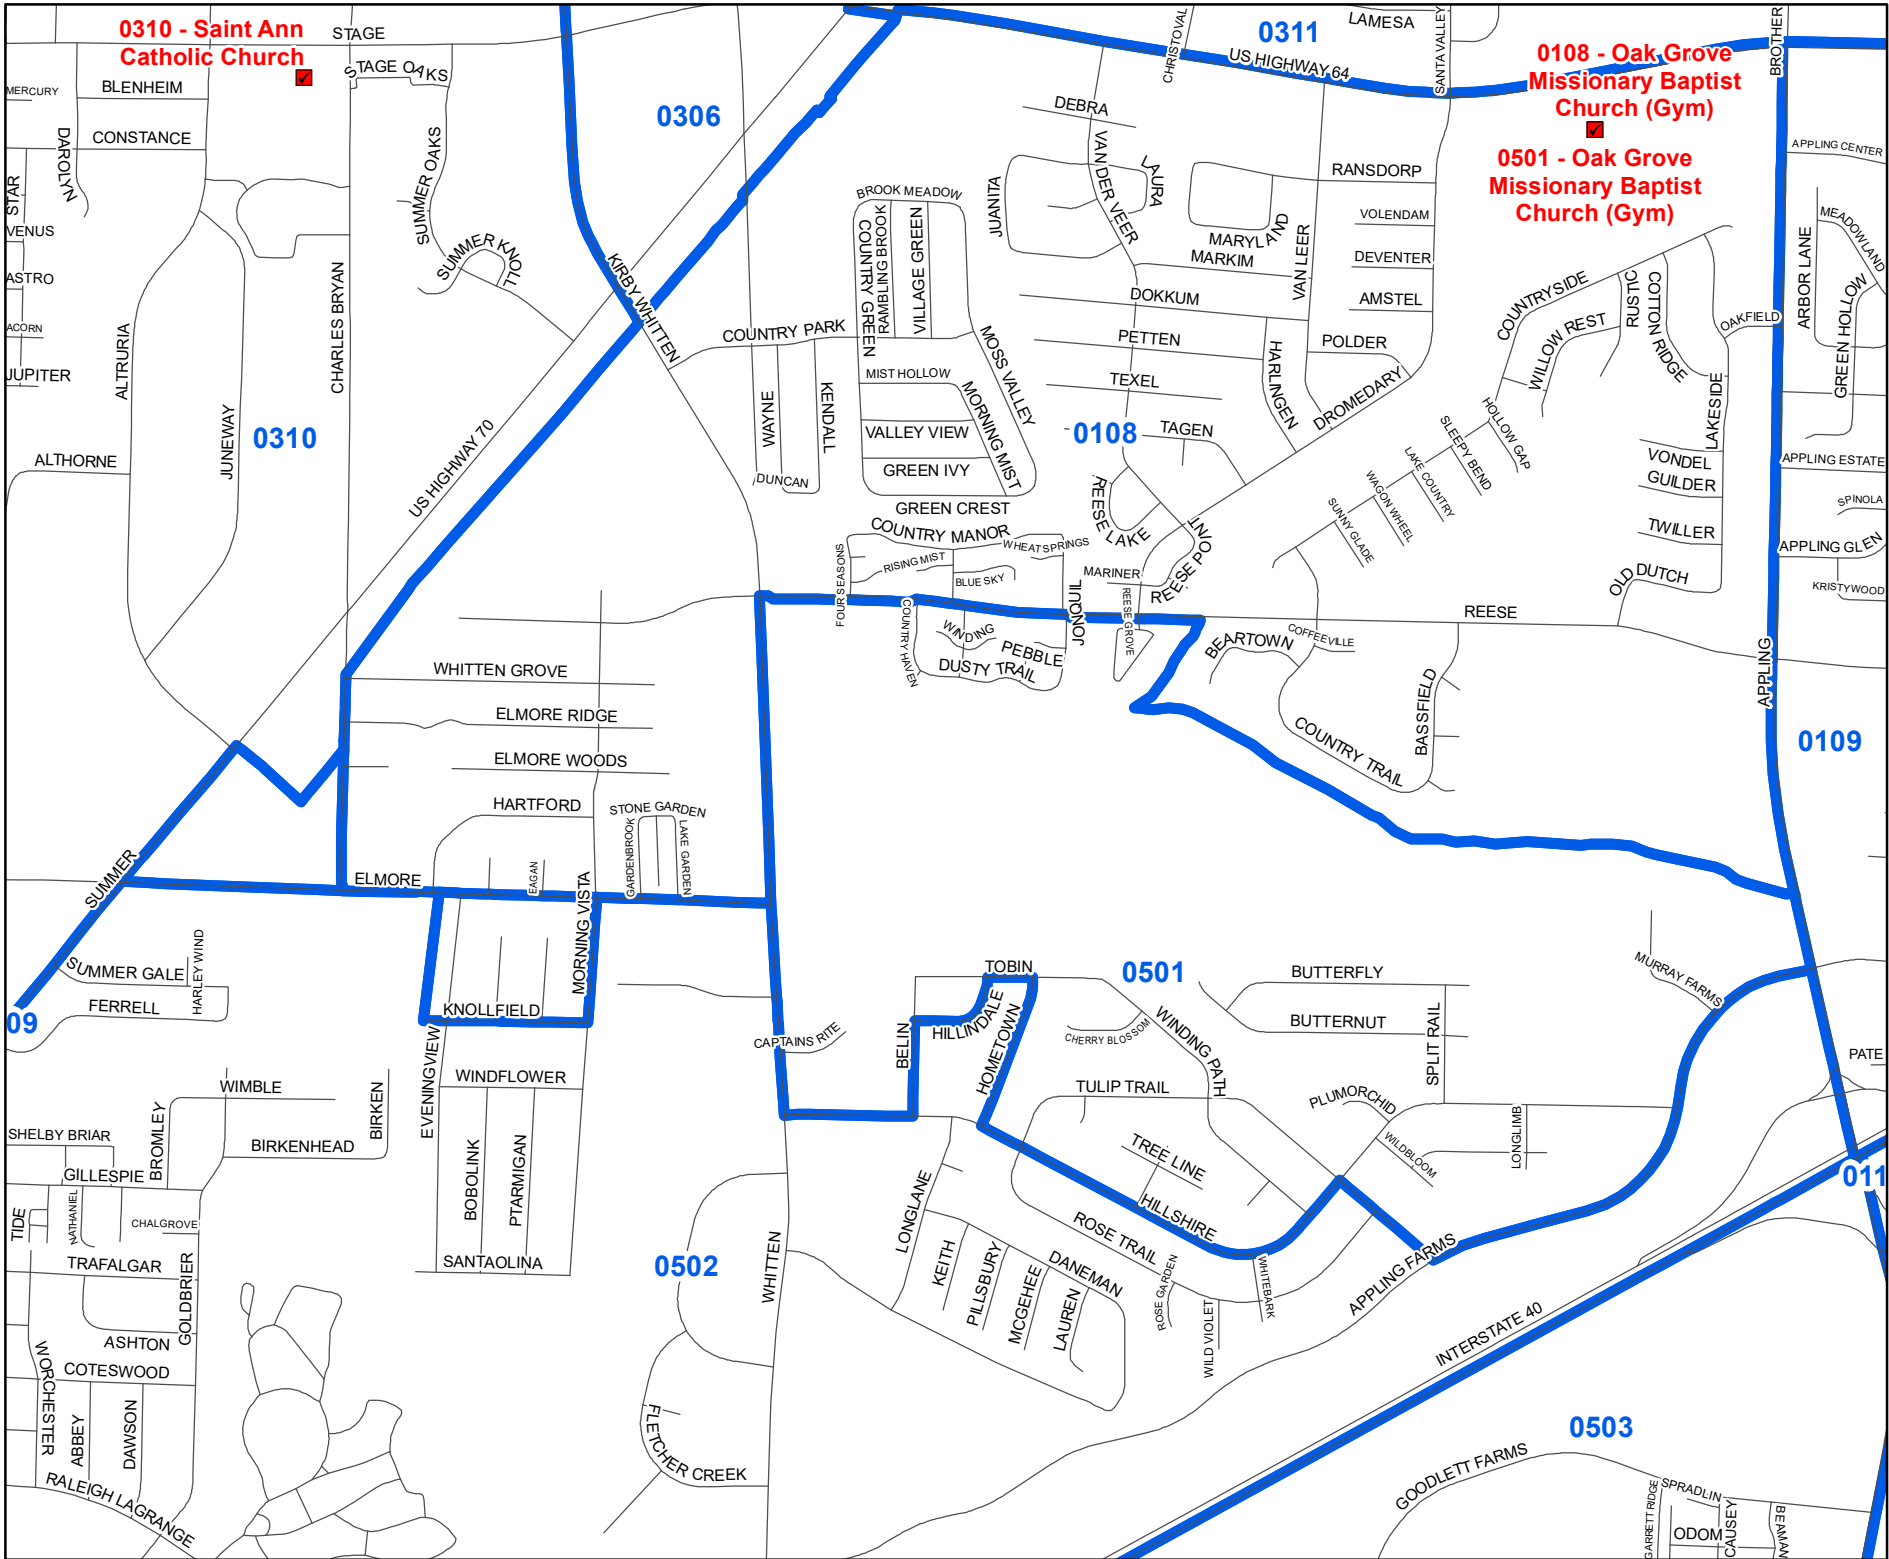 0310 - Saint Ann
Catholic Church
STAGE
STAGE OAKS
MERCURY
BLENHEIM
CONSTANCE
DAROLYN
STAR
VENUS
ASTRO
ACORN
JUPITER
ALTRURIA
ALTHORNE
JUNEWAY
CHARLES BRYAN
SUMMER OAKS
SUMMER KNOLL
0310
US HIGHWAY 70
0306
KIRBY WHITTEN
0311
LAMESA
CHRISTOVAL
SANTA VALLEY
US HIGHWAY 64
BROTHER
0108 - Oak Grove
Missionary Baptist
Church (Gym)
0501 - Oak Grove
Missionary Baptist
Church (Gym)
DEBRA
VANDER VEER
LAURA
JUANITA
BROOK MEADOW
COUNTRY GREEN
RAMBLING BROOK
VILLAGE GREEN
MARYLAND
MARKIM
VAN LEER
RANSDORP
VOLENDAM
DEVENTER
AMSTEL
DOKKUM
PETTEN
TEXEL
HARLINGEN
POLDER
DROMEDARY
COUNTRY PARK
MOSS VALLEY
MIST HOLLOW
MORNING MIST
WAYNE
KENDALL
VALLEY VIEW
GREEN IVY
DUNCAN
GREEN CREST
0108
TAGEN
COUNTRYSIDE
WILLOW REST
RUSTIC
COTTON RIDGE
OAKFIELD
LAKESIDE
APPLING CENTER
MEADOWLAND
ARBOR LANE
GREEN HOLLOW
HOLLOW GAP
SLEEPY BEND
LAKE COUNTRY
WAGON WHEEL
SUNNY GLADE
VONDEL
GUILDER
TWILLER
OLD DUTCH
APPLING ESTATE
SPINOLA
APPLING GLEN
KRISTYWOOD
REESE LAKE
REESE POINT
COUNTRY MANOR
WHEAT SPRINGS
FOUR SEASONS
RISING MIST
BLUE SKY
JONQUIL
MARINER
REESE GROVE
COUNTRY HAVEN
WINDING
PEBBLE
DUSTY TRAIL
REESE
BEARTOWN
COFFEEVILLE
BASSFIELD
COUNTRY TRAIL
APPLING
0109
WHITTEN GROVE
ELMORE RIDGE
ELMORE WOODS
HARTFORD
STONE GARDEN
GARDENBROOK
LAKE GARDEN
EAGAN
ELMORE
SUMMER
MORNING VISTA
KNOLLFIELD
SUMMER GALE
HARLEY WIND
FERRELL
09
EVENINGVIEW
WINDFLOWER
BOBOLINK
PTARMIGAN
SANTAOLINA
WIMBLE
BIRKEN
BROMLEY
BIRKENHEAD
SHELBY BRIAR
GILLESPIE
TIDE
NATHANIEL
CHALGROVE
TRAFALGAR
GOLDBRIER
ASHTON
COTESWOOD
WORCHESTER
ABBEY
DAWSON
RALEIGH LAGRANGE
0502
WHITTEN
FLETCHER CREEK
CAPTAINS RITE
BELIN
TOBIN
HILLINDALE
HOMETOWN
0501
CHERRY BLOSSOM
WINDING PATH
TULIP TRAIL
BUTTERFLY
BUTTERNUT
SPLIT RAIL
PLUMORCHID
WILDBLOOM
LONGLIMB
MURRAY FARMS
PATE
TREE LINE
HILLSHIRE
ROSE TRAIL
ROSE GARDEN
WILD VIOLET
WHITEBARK
APPLING FARMS
LONGLANE
KEITH
PILLSBURY
MCGEHEE
LAUREN
DANEMAN
INTERSTATE 40
011
0503
GOODLETT FARMS
SPRADLIN
GARRETT RIDGE
ODOM
CAUSEY
BEAMAN